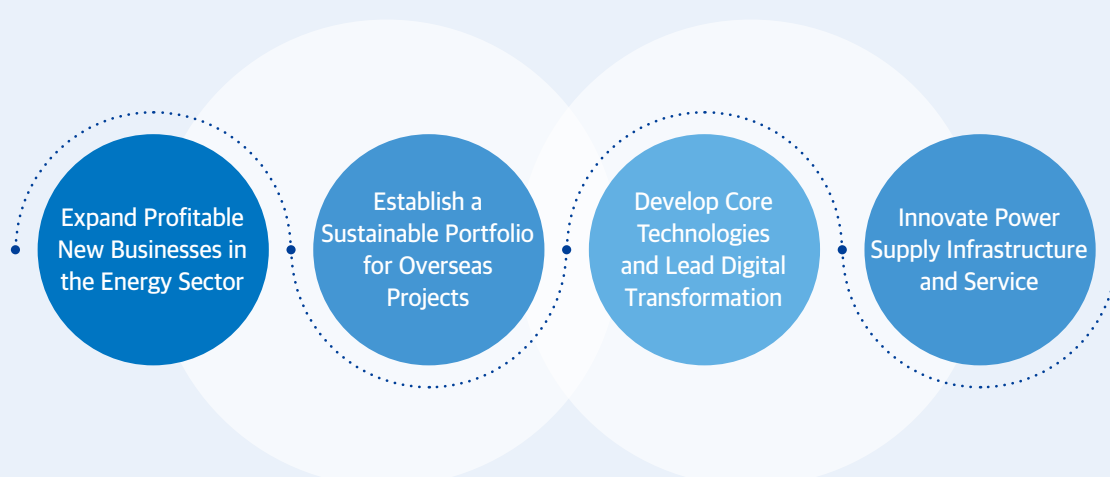 Expand Profitable
New Businesses in
the Energy Sector
Establish a
Sustainable Portfolio
for Overseas
Projects
Develop Core
Technologies
and Lead Digital
Transformation
Innovate Power
Supply Infrastructure
and Service